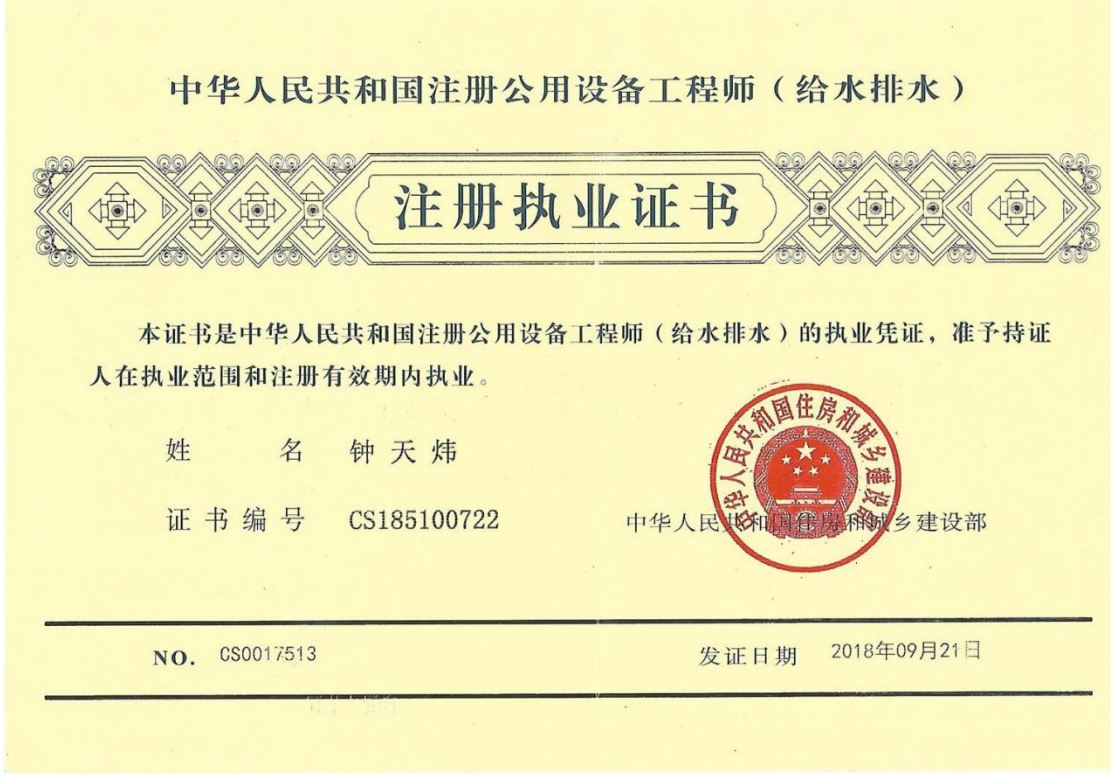 中华人民共和国注册公用设备工程师（给水排水）
注册执业证书
本证书是中华人民共和国注册公用设备工程师（给水排水）的执业凭证，准予持证
人在执业范围和注册有效期内执业。
姓 名 钟天炜
证书编号 CS185100722
中华人民共和国住房和城乡建设部
中华人民共和国住房和城乡建设部
NO. CS0017513
发证日期 2018年09月21日